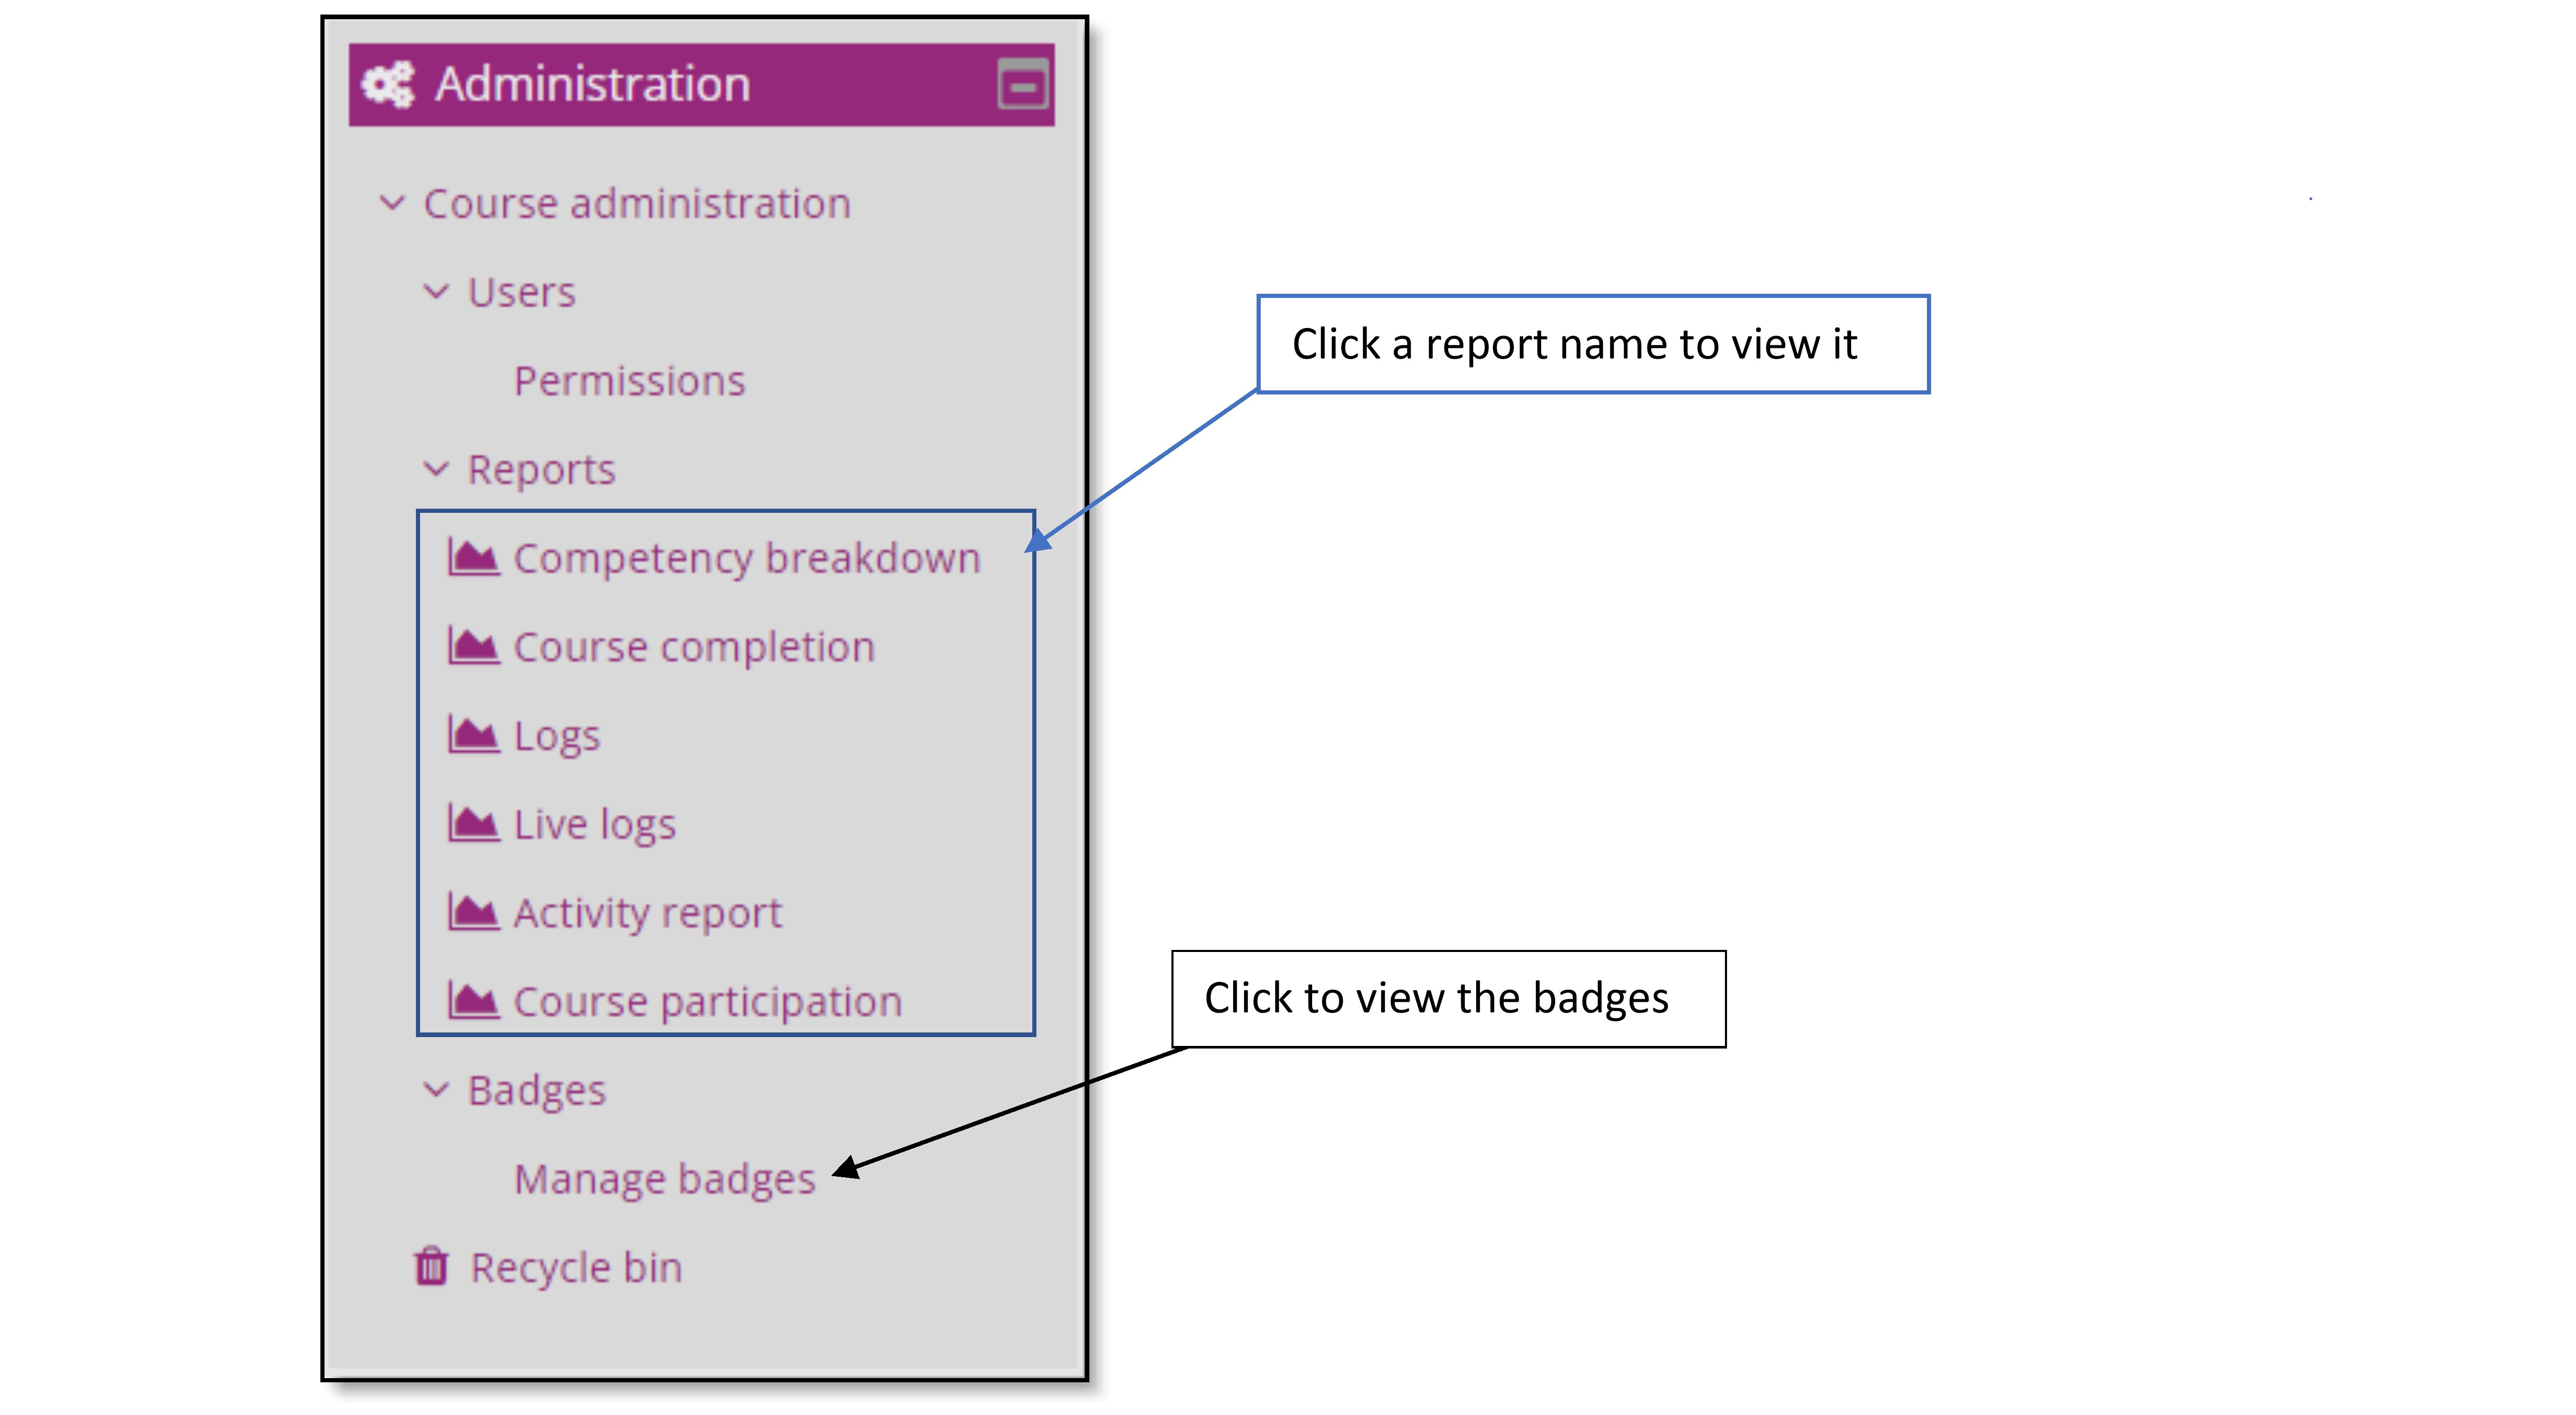 Administration
Course administration
Users
Permissions
Reports
Competency breakdown
Course completion
Logs
Live logs
Activity report
Course participation
Badges
Manage badges
Recycle bin
Click a report name to view it
Click to view the badges